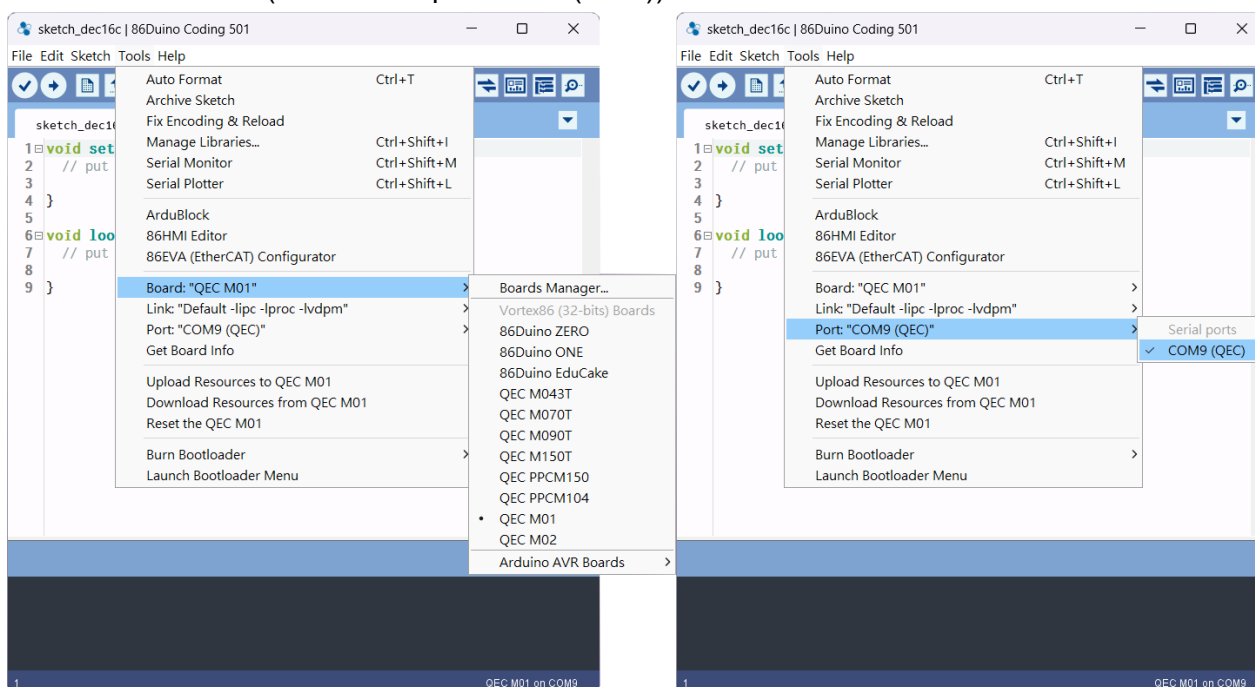 sketch_dec16c | 86Duino Coding 501
File Edit Sketch Tools Help
sketch_dec16
1 void set
2 // put
3
4 }
5
6 void loo
7 // put
8
9 }
Auto Format Ctrl+T
Archive Sketch
Fix Encoding & Reload
Manage Libraries... Ctrl+Shift+I
Serial Monitor Ctrl+Shift+M
Serial Plotter Ctrl+Shift+L
ArduBlock
86HMI Editor
86EVA (EtherCAT) Configurator
Board: "QEC M01"
Link: "Default -lipc -lproc -lvdpm"
Port: "COM9 (QEC)"
Get Board Info
Upload Resources to QEC M01
Download Resources from QEC M01
Reset the QEC M01
Burn Bootloader
Launch Bootloader Menu
Boards Manager...
Vortex86 (32-bits) Boards
86Duino ZERO
86Duino ONE
86Duino EduCake
QEC M043T
QEC M070T
QEC M090T
QEC M150T
QEC PPCM150
QEC PPCM104
QEC M01
QEC M02
Arduino AVR Boards
1 QEC M01 on COM9
sketch_dec16c | 86Duino Coding 501
File Edit Sketch Tools Help
sketch_dec16
1 void set
2 // put
3
4 }
5
6 void loo
7 // put
8
9 }
Auto Format Ctrl+T
Archive Sketch
Fix Encoding & Reload
Manage Libraries... Ctrl+Shift+I
Serial Monitor Ctrl+Shift+M
Serial Plotter Ctrl+Shift+L
ArduBlock
86HMI Editor
86EVA (EtherCAT) Configurator
Board: "QEC M01"
Link: "Default -lipc -lproc -lvdpm"
Port: "COM9 (QEC)"
Get Board Info
Upload Resources to QEC M01
Download Resources from QEC M01
Reset the QEC M01
Burn Bootloader
Launch Bootloader Menu
Serial ports
COM9 (QEC)
1 QEC M01 on COM9